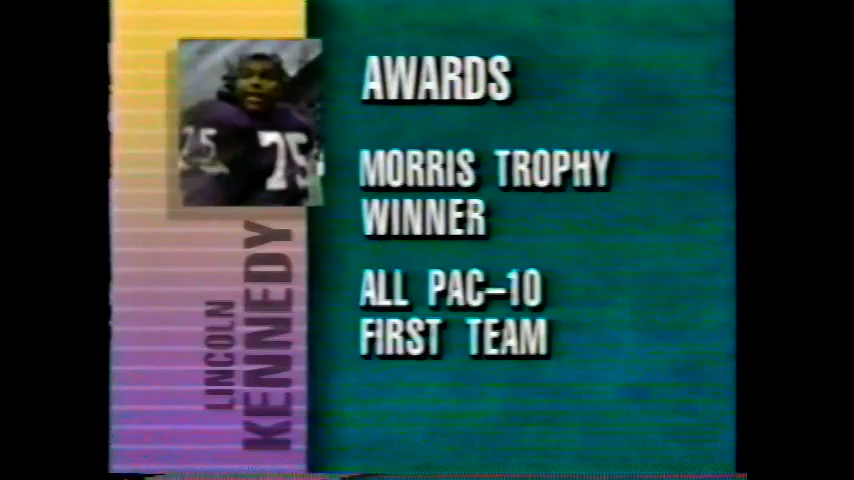 AWARDS
MORRIS TROPHY
WINNER
ALL PAC-10
FIRST TEAM
LINCOLN
KENNEDY
75
75